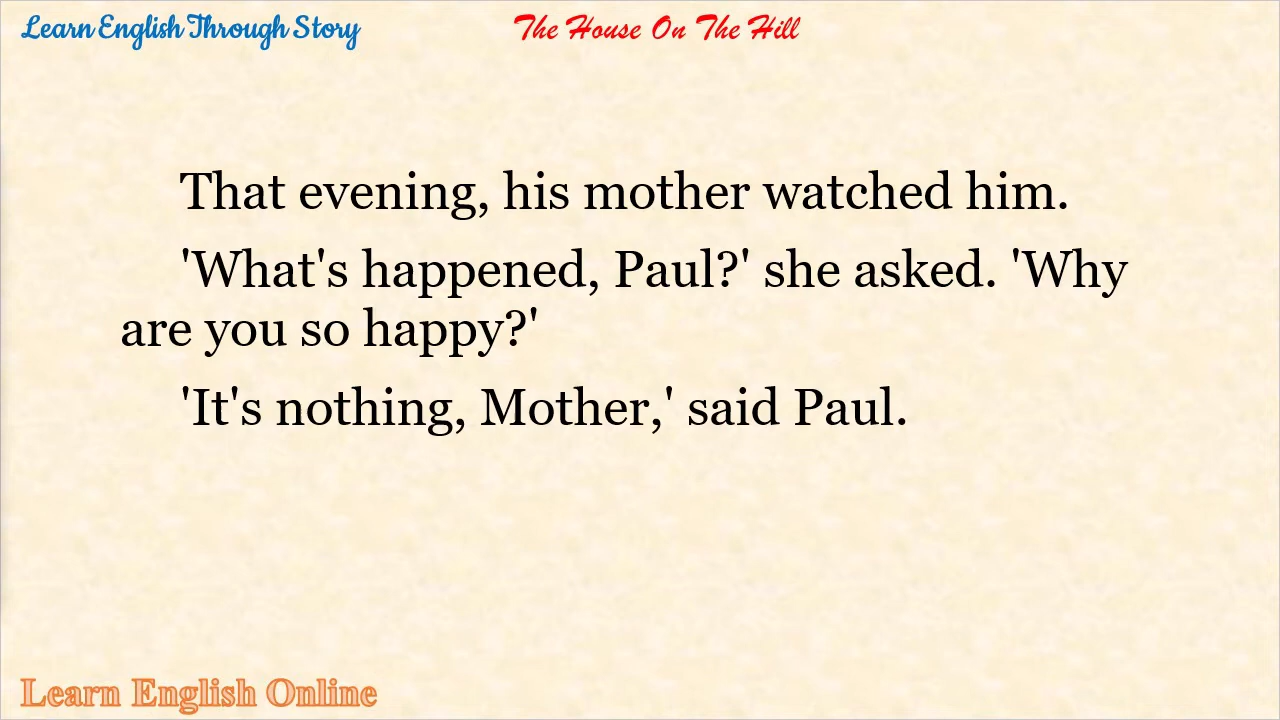 Learn English Through Story
The House On The Hill
That evening, his mother watched him.
'What's happened, Paul?' she asked. 'Why
are you so happy?'
'It's nothing, Mother,' said Paul.
Learn English Online